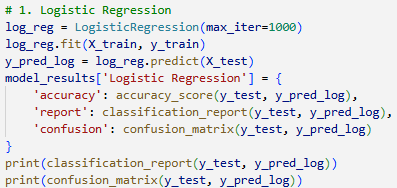 # 1. Logistic Regression
log_reg = LogisticRegression(max_iter=1000)
log_reg.fit(X_train, y_train)
y_pred_log = log_reg.predict(X_test)
model_results['Logistic Regression'] = {
    'accuracy': accuracy_score(y_test, y_pred_log),
    'report': classification_report(y_test, y_pred_log),
    'confusion': confusion_matrix(y_test, y_pred_log)
}
print(classification_report(y_test, y_pred_log))
print(confusion_matrix(y_test, y_pred_log))